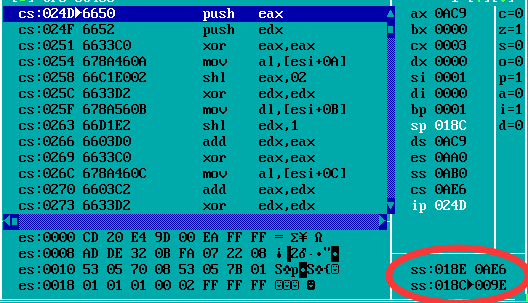 cs:024D▶6650 push eax
cs:024F 6652 push edx
cs:0251 6633C0 xor eax,eax
cs:0254 678A460A mov al,[esi+0A]
cs:0258 66C1E002 shl eax,02
cs:025C 6633D2 xor edx,edx
cs:025F 678A560B mov dl,[esi+0B]
cs:0263 66D1E2 shl edx,1
cs:0266 6603D0 add edx,eax
cs:0269 6633C0 xor eax,eax
cs:026C 678A460C mov al,[esi+0C]
cs:0270 6603C2 add eax,edx
cs:0273 6633D2 xor edx,edx
ax 0AC9 c=0
bx 0000 z=1
cx 0003 s=0
dx 0000 o=0
si 0001 p=1
di 0000 a=0
bp 0001 i=1
sp 018C d=0
ds 0AC9
es 0AA0
ss 0AB0
cs 0AE6
ip 024D
es:0000 CD 20 E4 9D 00 EA FF FF = Σ¥ Ω
es:0008 AD DE 32 0B FA 07 22 08
es:0010 53 05 70 08 53 05 7B 01
es:0018 01 01 01 00 02 FF FF FF
ss:018E 0AE6
ss:018C▶009E